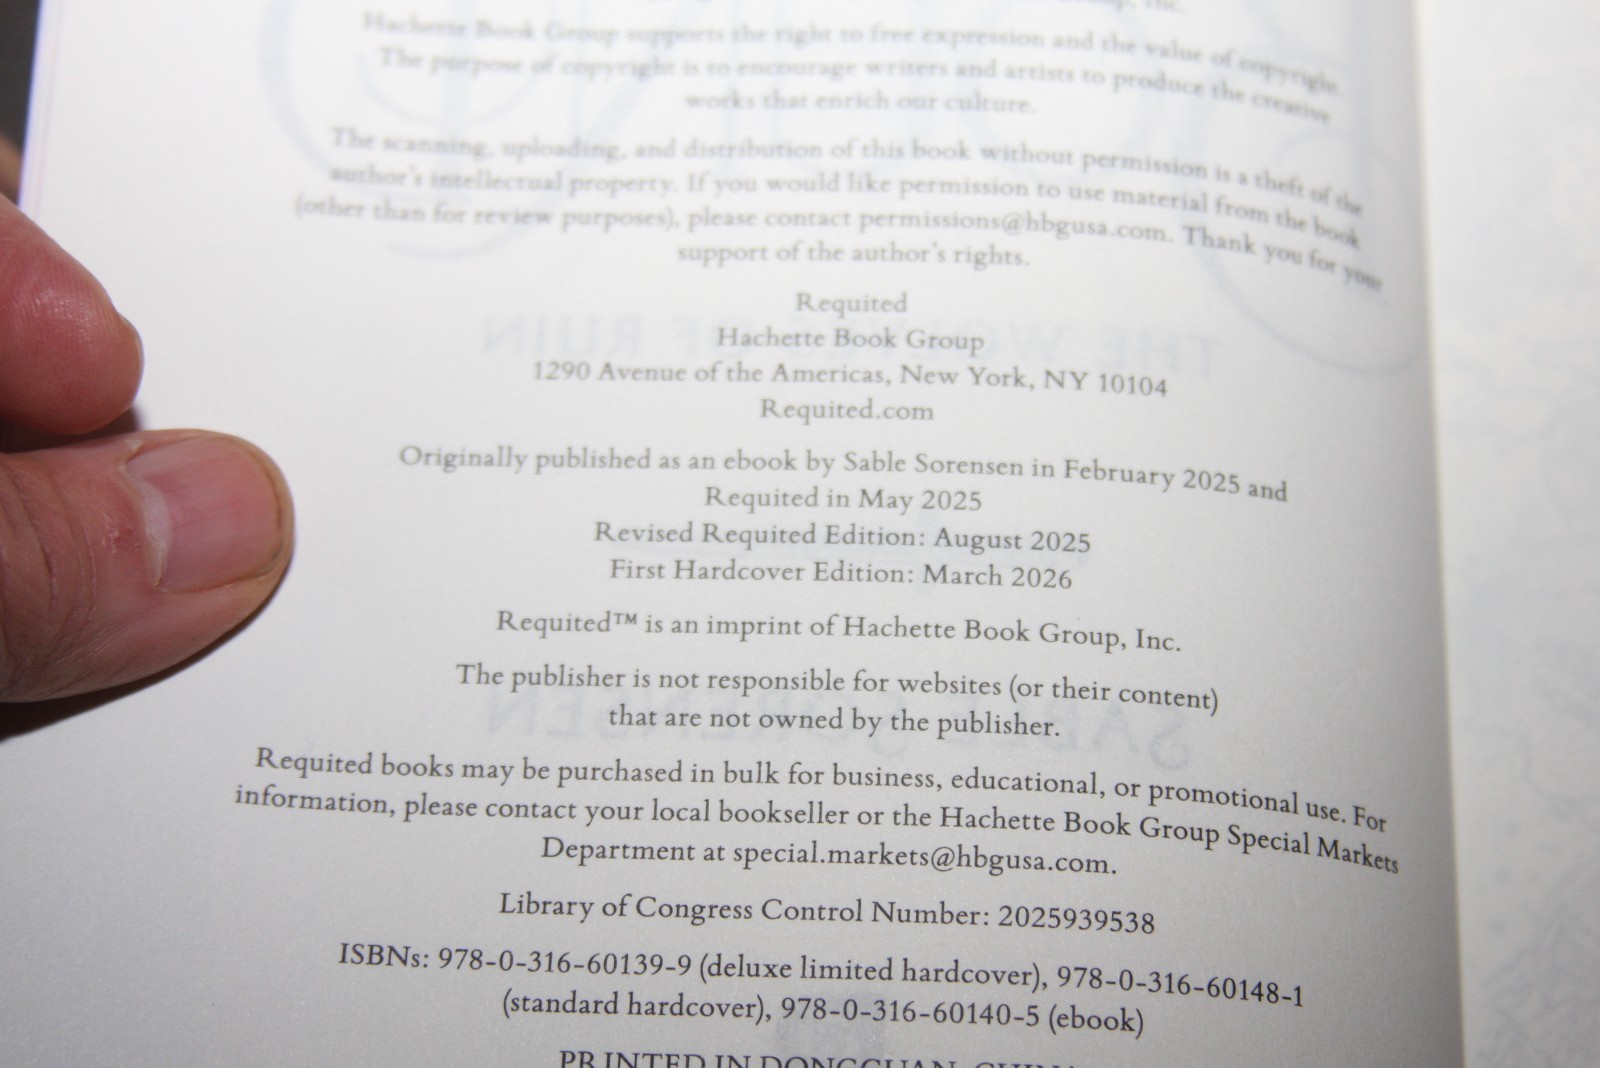 Inc.
Hachette Book Group supports the right to free expression and the value of copyright.
The purpose of copyright is to encourage writers and artists to produce the creative
works that enrich our culture.
The scanning, uploading, and distribution of this book without permission is a theft of the
author's intellectual property. If you would like permission to use material from the book
(other than for review purposes), please contact permissions@hbgusa.com. Thank you for your
support of the author's rights.
Requited
Hachette Book Group
1290 Avenue of the Americas, New York, NY 10104
Requited.com
Originally published as an ebook by Sable Sorensen in February 2025 and
Requited in May 2025
Revised Requited Edition: August 2025
First Hardcover Edition: March 2026
Requited™ is an imprint of Hachette Book Group, Inc.
The publisher is not responsible for websites (or their content)
that are not owned by the publisher.
Requited books may be purchased in bulk for business, educational, or promotional use. For
information, please contact your local bookseller or the Hachette Book Group Special Markets
Department at special.markets@hbgusa.com.
Library of Congress Control Number: 2025939538
ISBNs: 978-0-316-60139-9 (deluxe limited hardcover), 978-0-316-60148-1
(standard hardcover), 978-0-316-60140-5 (ebook)
PRINTED IN DONGGUAN, CHINA